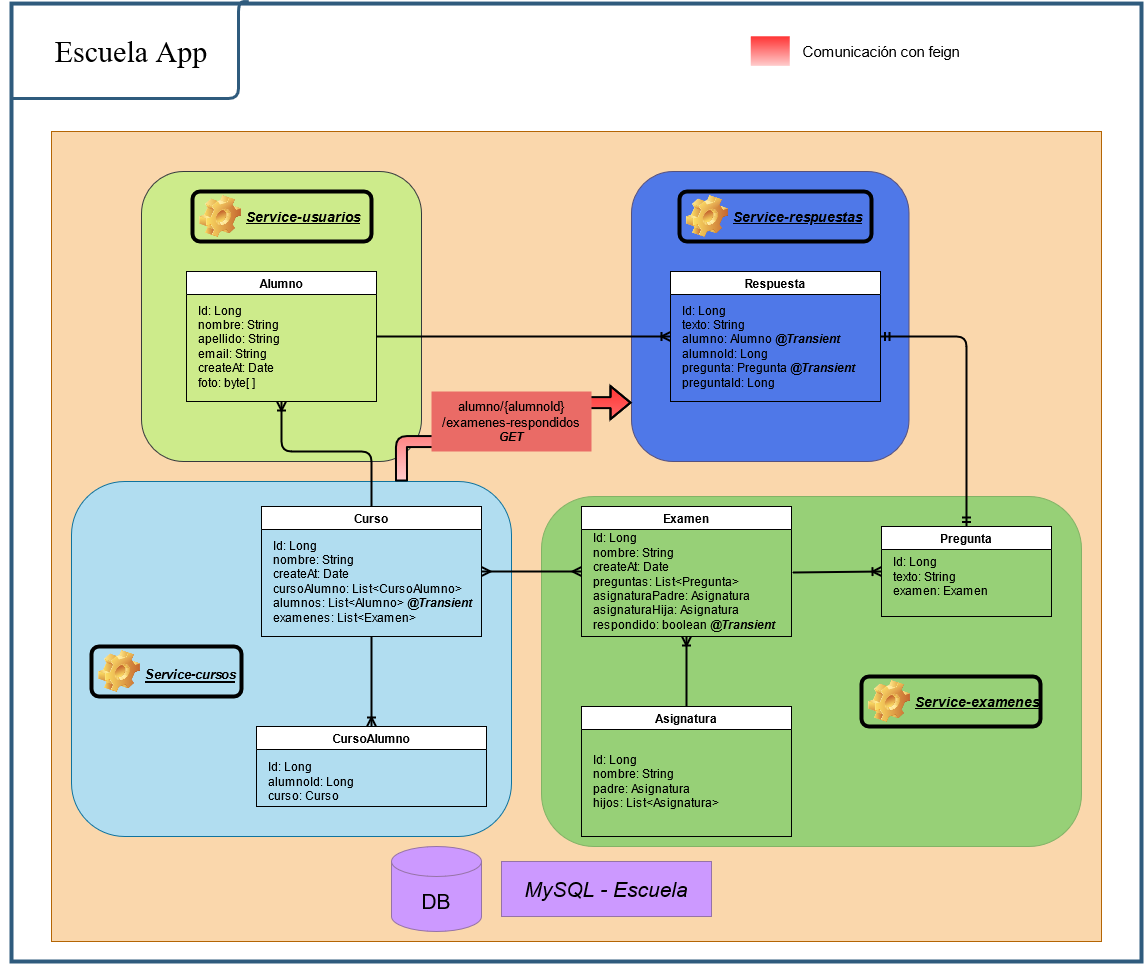 Escuela App
Comunicación con feign
Service-usuarios
Alumno
Id: Long
nombre: String
apellido: String
email: String
createAt: Date
foto: byte[ ]
Service-respuestas
Respuesta
Id: Long
texto: String
alumno: Alumno @Transient
alumnoId: Long
pregunta: Pregunta @Transient
preguntaId: Long
alumno/{alumnoId}
/examenes-respondidos
GET
Curso
Id: Long
nombre: String
createAt: Date
cursoAlumno: List<CursoAlumno>
alumnos: List<Alumno> @Transient
examenes: List<Examen>
Service-cursos
CursoAlumno
Id: Long
alumnoId: Long
curso: Curso
Examen
Id: Long
nombre: String
createAt: Date
preguntas: List<Pregunta>
asignaturaPadre: Asignatura
asignaturaHija: Asignatura
respondido: boolean @Transient
Pregunta
Id: Long
texto: String
examen: Examen
Service-examenes
Asignatura
Id: Long
nombre: String
padre: Asignatura
hijos: List<Asignatura>
DB
MySQL - Escuela